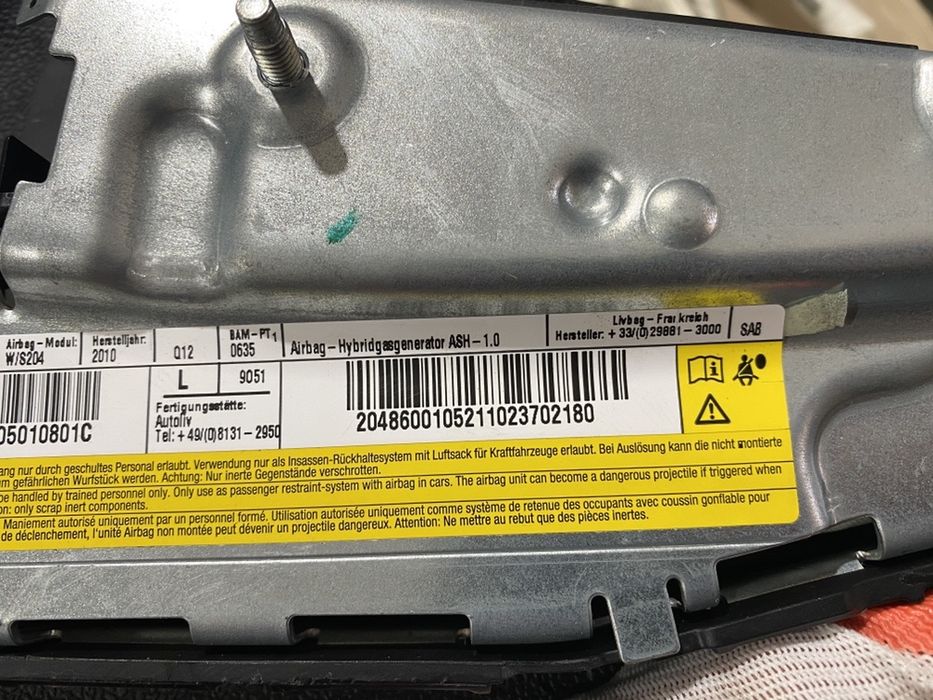 Airbag-Modul:
W/S204
Herstelljahr:
2010
Q12
BAM-PT1
0635
Airbag-Hybridgasgenerator ASH-1.0
Livbag-Frankreich
Hersteller: +33/(0)29881-3000
SAB
05010801C
L
9051
Fertigungsstätte:
Autoliv
Tel: +49/(0)8131-2950
2048600105211023702180
nur durch geschultes Personal erlaubt. Verwendung nur als Insassen-Rückhaltesystem mit Luftsack für Kraftfahrzeuge erlaubt. Bei Auslösung kann die nicht montierte
gefährlichen Wurfstück werden. Achtung: Nur inerte Gegenstände verschrotten.
be handled by trained personnel only. Only use as passenger restraint-system with airbag in cars. The airbag unit can become a dangerous projectile if triggered when
only scrap inert components.
Maniement autorisé uniquement par un personnel formé. Utilisation autorisée uniquement comme système de retenue des occupants avec coussin gonflable pour
de déclenchement, l'unité Airbag non montée peut dévenir un projectile dangereux. Attention: Ne mettre au rebut que des pièces inertes.